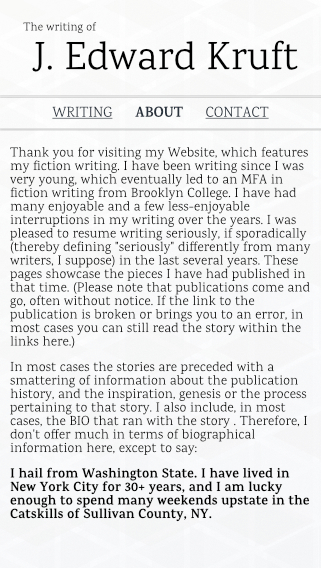 The writing of
J. Edward Kruft
WRITING ABOUT CONTACT
Thank you for visiting my Website, which features
my fiction writing. I have been writing since I was
very young, which eventually led to an MFA in
fiction writing from Brooklyn College. I have had
many enjoyable and a few less-enjoyable
interruptions in my writing over the years. I was
pleased to resume writing seriously, if sporadically
(thereby defining "seriously" differently from many
writers, I suppose) in the last several years. These
pages showcase the pieces I have had published in
that time. (Please note that publications come and
go, often without notice. If the link to the
publication is broken or brings you to an error, in
most cases you can still read the story within the
links here.)
In most cases the stories are preceded with a
smattering of information about the publication
history, and the inspiration, genesis or the process
pertaining to that story. I also include, in most
cases, the BIO that ran with the story . Therefore, I
don't offer much in terms of biographical
information here, except to say:
I hail from Washington State. I have lived in
New York City for 30+ years, and I am lucky
enough to spend many weekends upstate in the
Catskills of Sullivan County, NY.